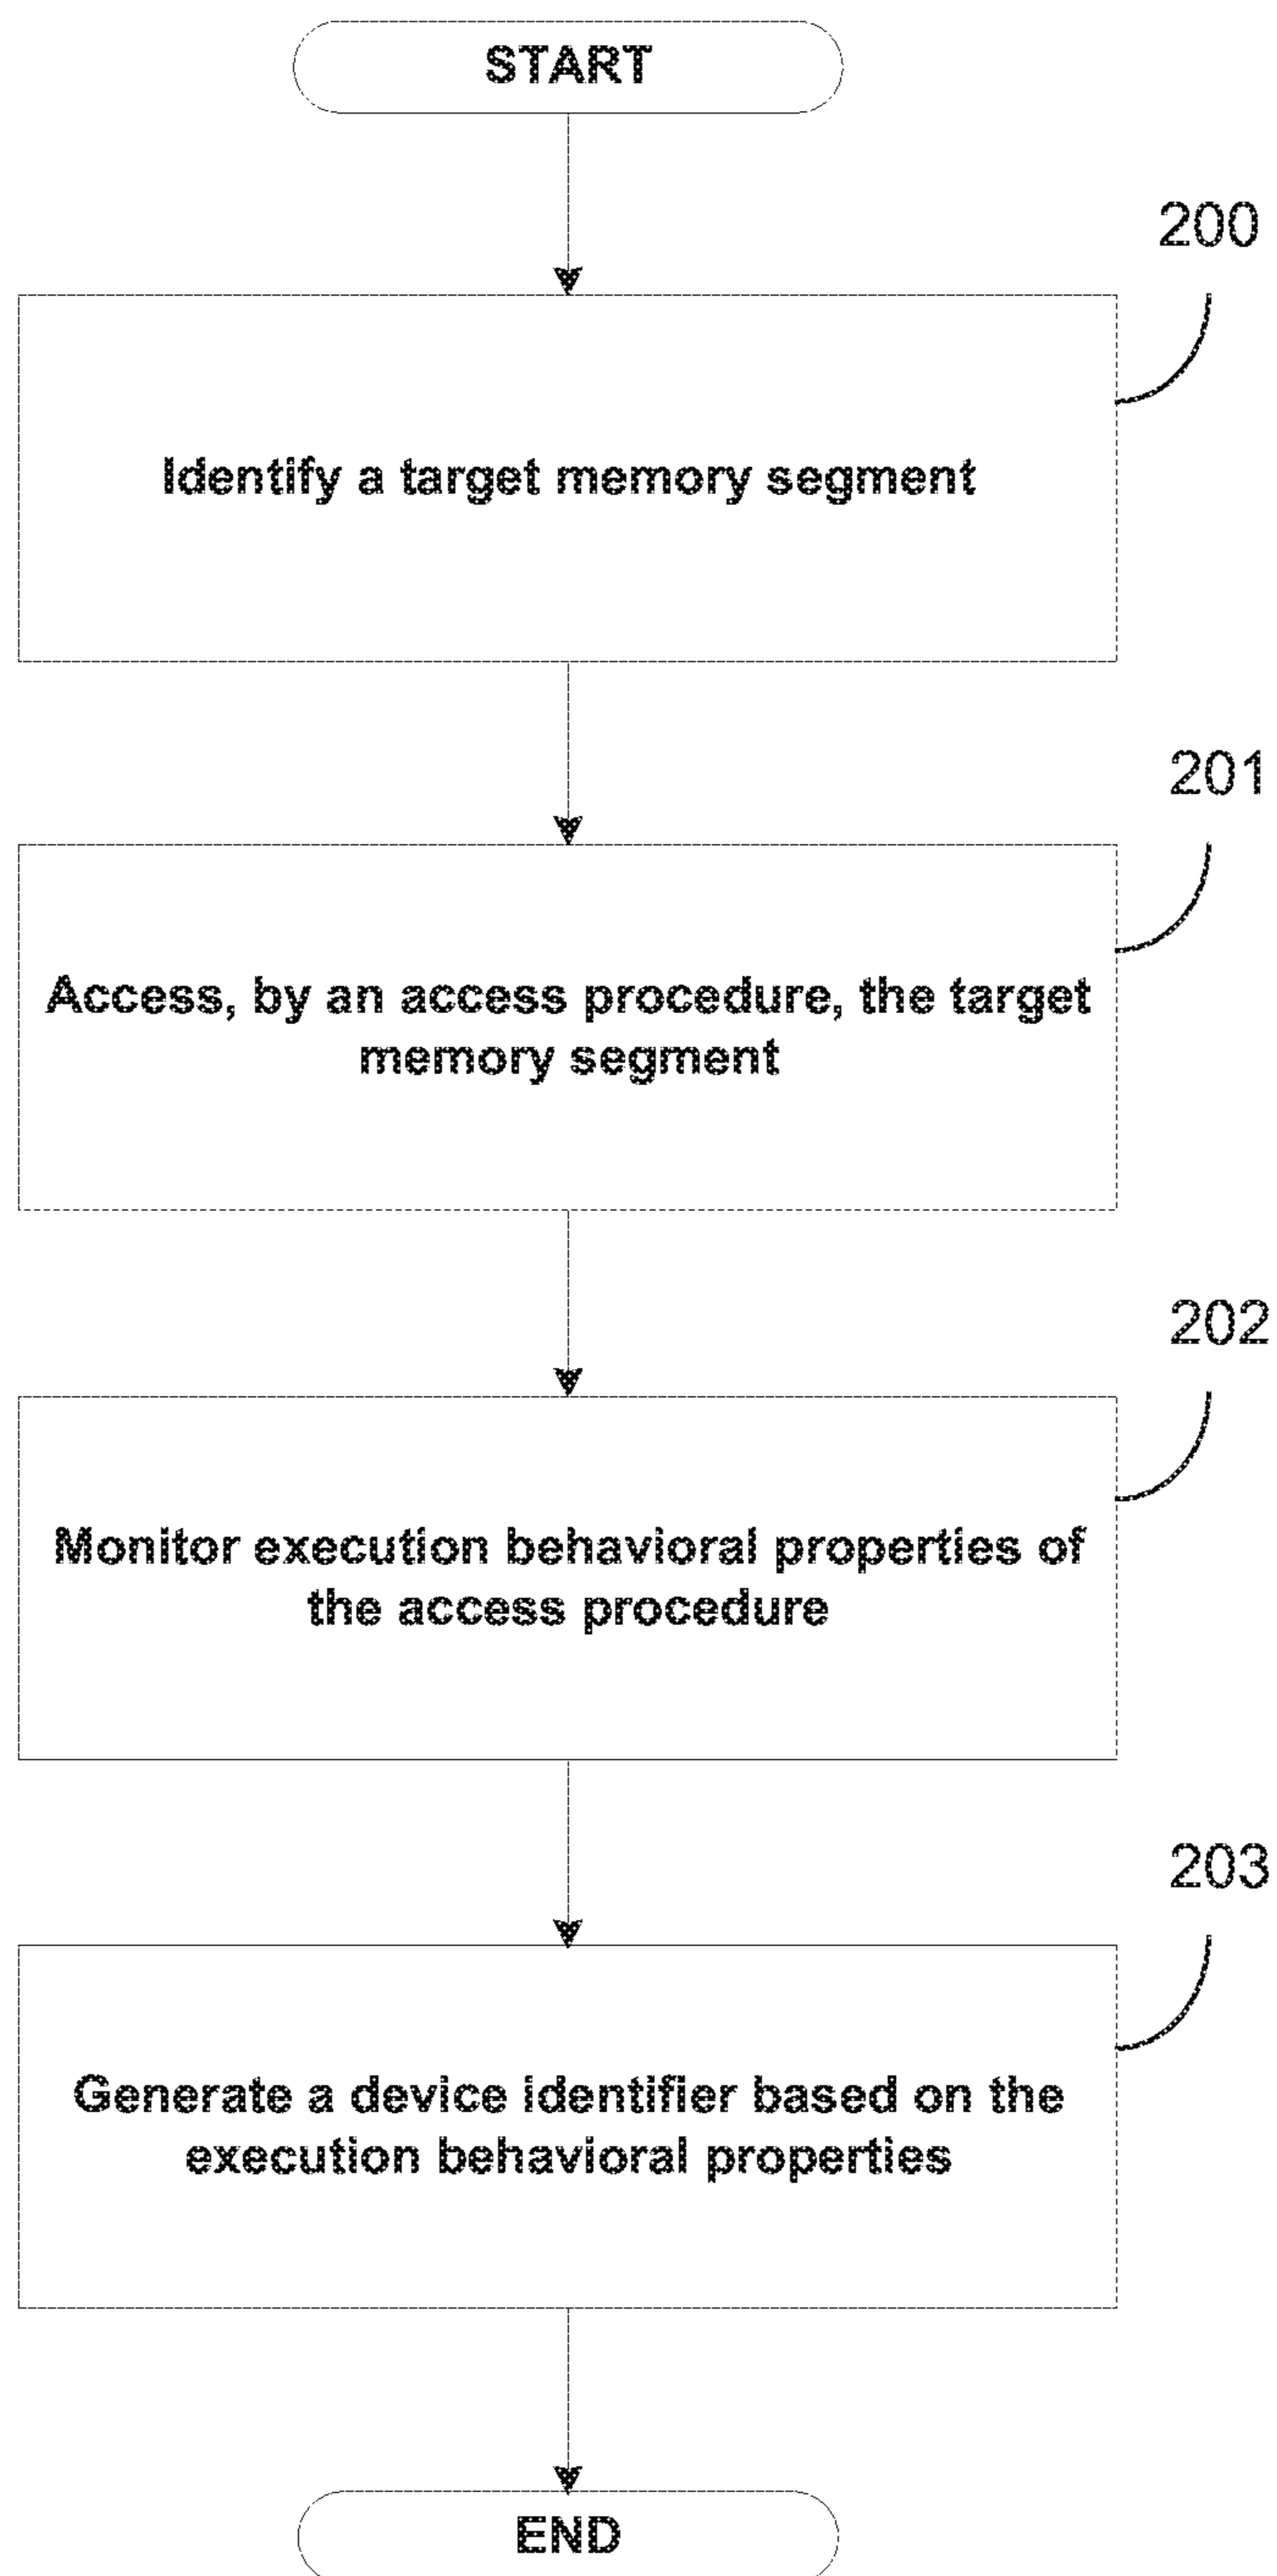 START
200
Identify a target memory segment
201
Access, by an access procedure, the target
memory segment
202
Monitor execution behavioral properties of
the access procedure
203
Generate a device identifier based on the
execution behavioral properties
END